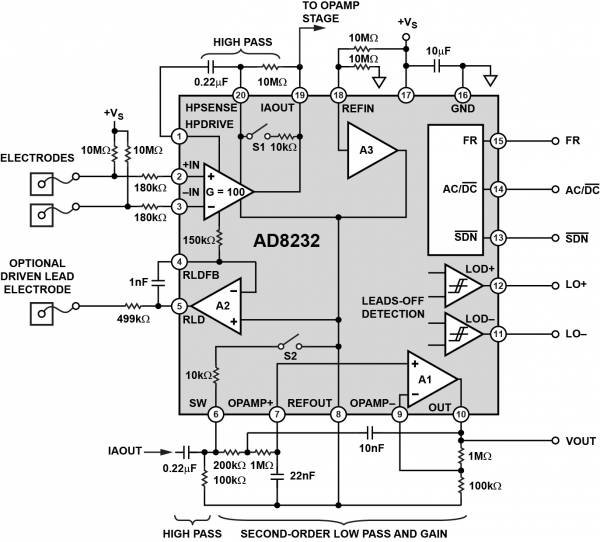 TO OPAMP
STAGE
+VS
HIGH PASS
10MΩ
10MΩ
10µF
0.22µF
10MΩ
20
19
18
17
16
HPSENSE
IAOUT
REFIN
GND
HPDRIVE
+VS
1
S1
10kΩ
A3
FR
15
FR
ELECTRODES
10MΩ
10MΩ
+IN
2
180kΩ
G = 100
AC/DC
14
AC/DC
–IN
3
180kΩ
150kΩ
AD8232
SDN
13
SDN
OPTIONAL
DRIVEN LEAD
ELECTRODE
4
RLDFB
1nF
A2
LOD+
12
LO+
LEADS-OFF
DETECTION
5
RLD
499kΩ
LOD–
11
LO–
S2
10kΩ
A1
SW
OPAMP+
REFOUT
OPAMP–
OUT
6
7
8
9
10
IAOUT
0.22µF
200kΩ
1MΩ
10nF
VOUT
100kΩ
22nF
1MΩ
100kΩ
HIGH PASS
SECOND-ORDER LOW PASS AND GAIN